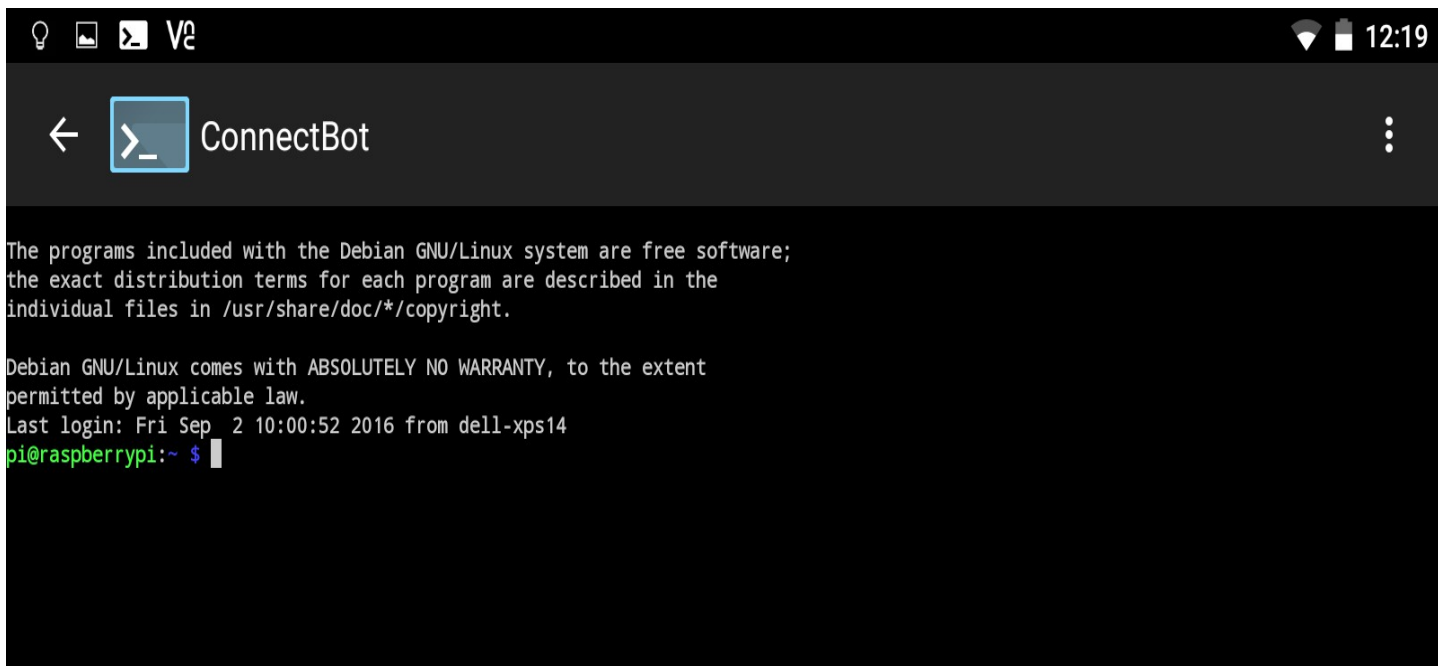 12:19
ConnectBot
The programs included with the Debian GNU/Linux system are free software;
the exact distribution terms for each program are described in the
individual files in /usr/share/doc/*/copyright.
Debian GNU/Linux comes with ABSOLUTELY NO WARRANTY, to the extent
permitted by applicable law.
Last login: Fri Sep  2 10:00:52 2016 from dell-xps14
pi@raspberrypi:~ $